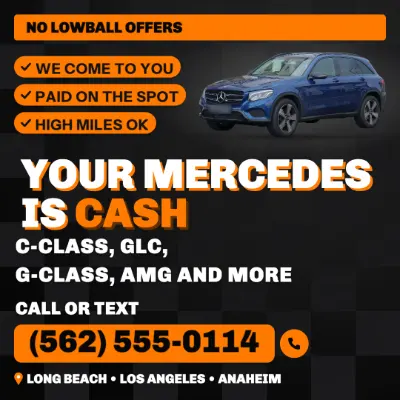 NO LOWBALL OFFERS
WE COME TO YOU
PAID ON THE SPOT
HIGH MILES OK
YOUR MERCEDES
IS CASH
C-CLASS, GLC,
G-CLASS, AMG AND MORE
CALL OR TEXT
(562) 555-0114
LONG BEACH • LOS ANGELES • ANAHEIM